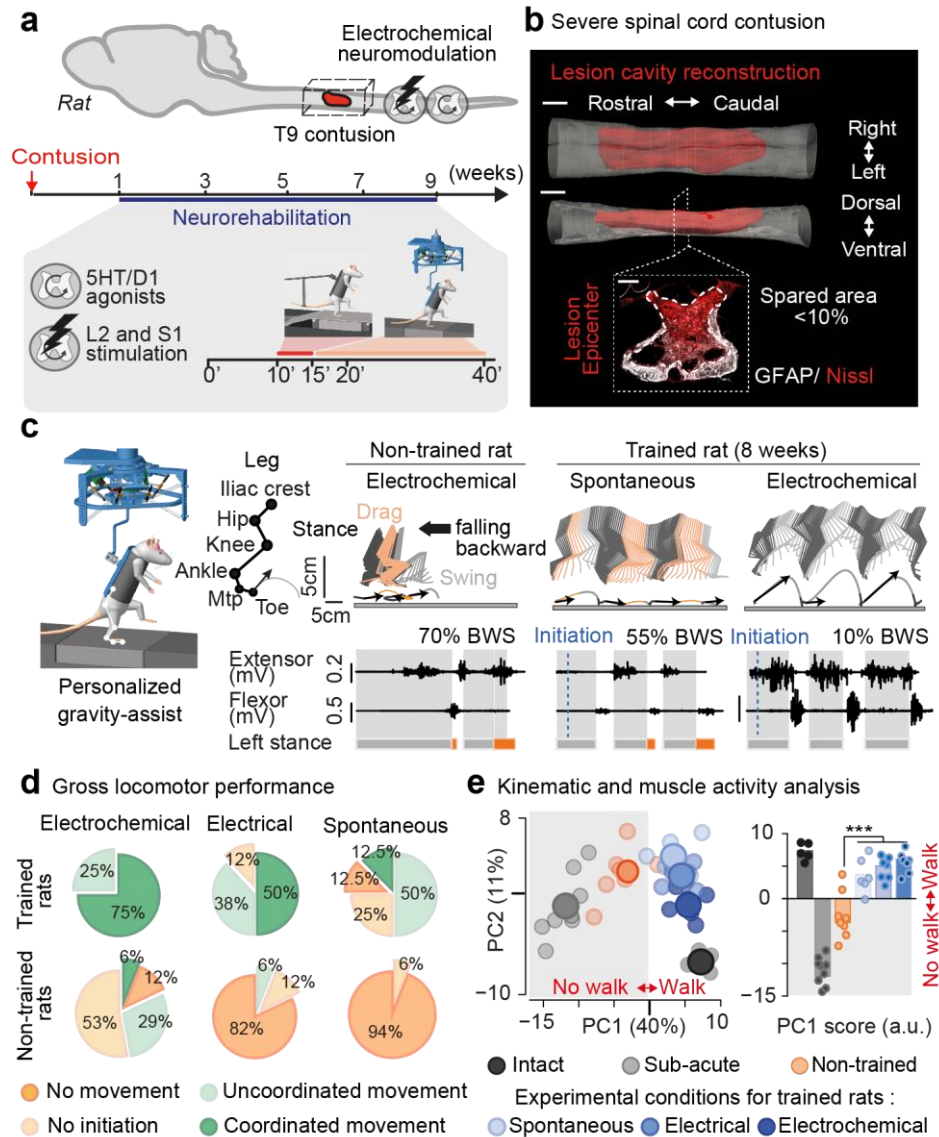 a
Electrochemical
neuromodulation
Rat
T9 contusion
Contusion
1 3 5 7 9 (weeks)
Neurorehabilitation
5HT/D1
agonists
L2 and S1
stimulation
0’ 10’ 15’ 20’ 40’
b Severe spinal cord contusion
Lesion cavity reconstruction
Rostral Caudal
Right
Left
Dorsal
Ventral
Lesion
Epicenter
Spared area
<10%
GFAP/ Nissl
c
Personalized
gravity-assist
Leg
Iliac crest
Hip
Knee
Ankle
Mtp
Toe
Non-trained rat
Electrochemical
Trained rat (8 weeks)
Spontaneous Electrochemical
Stance
Drag
falling
backward
Swing
5cm
5cm
70% BWS
Initiation 55% BWS
Initiation 10% BWS
Extensor
(mV)
0.2
Flexor
(mV)
0.5
Left stance
d Gross locomotor performance
Electrochemical Electrical Spontaneous
Trained
rats
25%
75%
12%
38% 50%
12.5%
12.5%
50%
25%
Non-trained
rats
6%
12%
53%
29%
6%
12%
82%
6%
94%
No movement
Uncoordinated movement
No initiation
Coordinated movement
e Kinematic and muscle activity analysis
8
PC2 (11%)
−10
No walk Walk
−15 PC1 (40%) 10
10
***
0
−15
No walk Walk
PC1 score (a.u.)
Intact Sub-acute Non-trained
Experimental conditions for trained rats :
Spontaneous Electrical Electrochemical